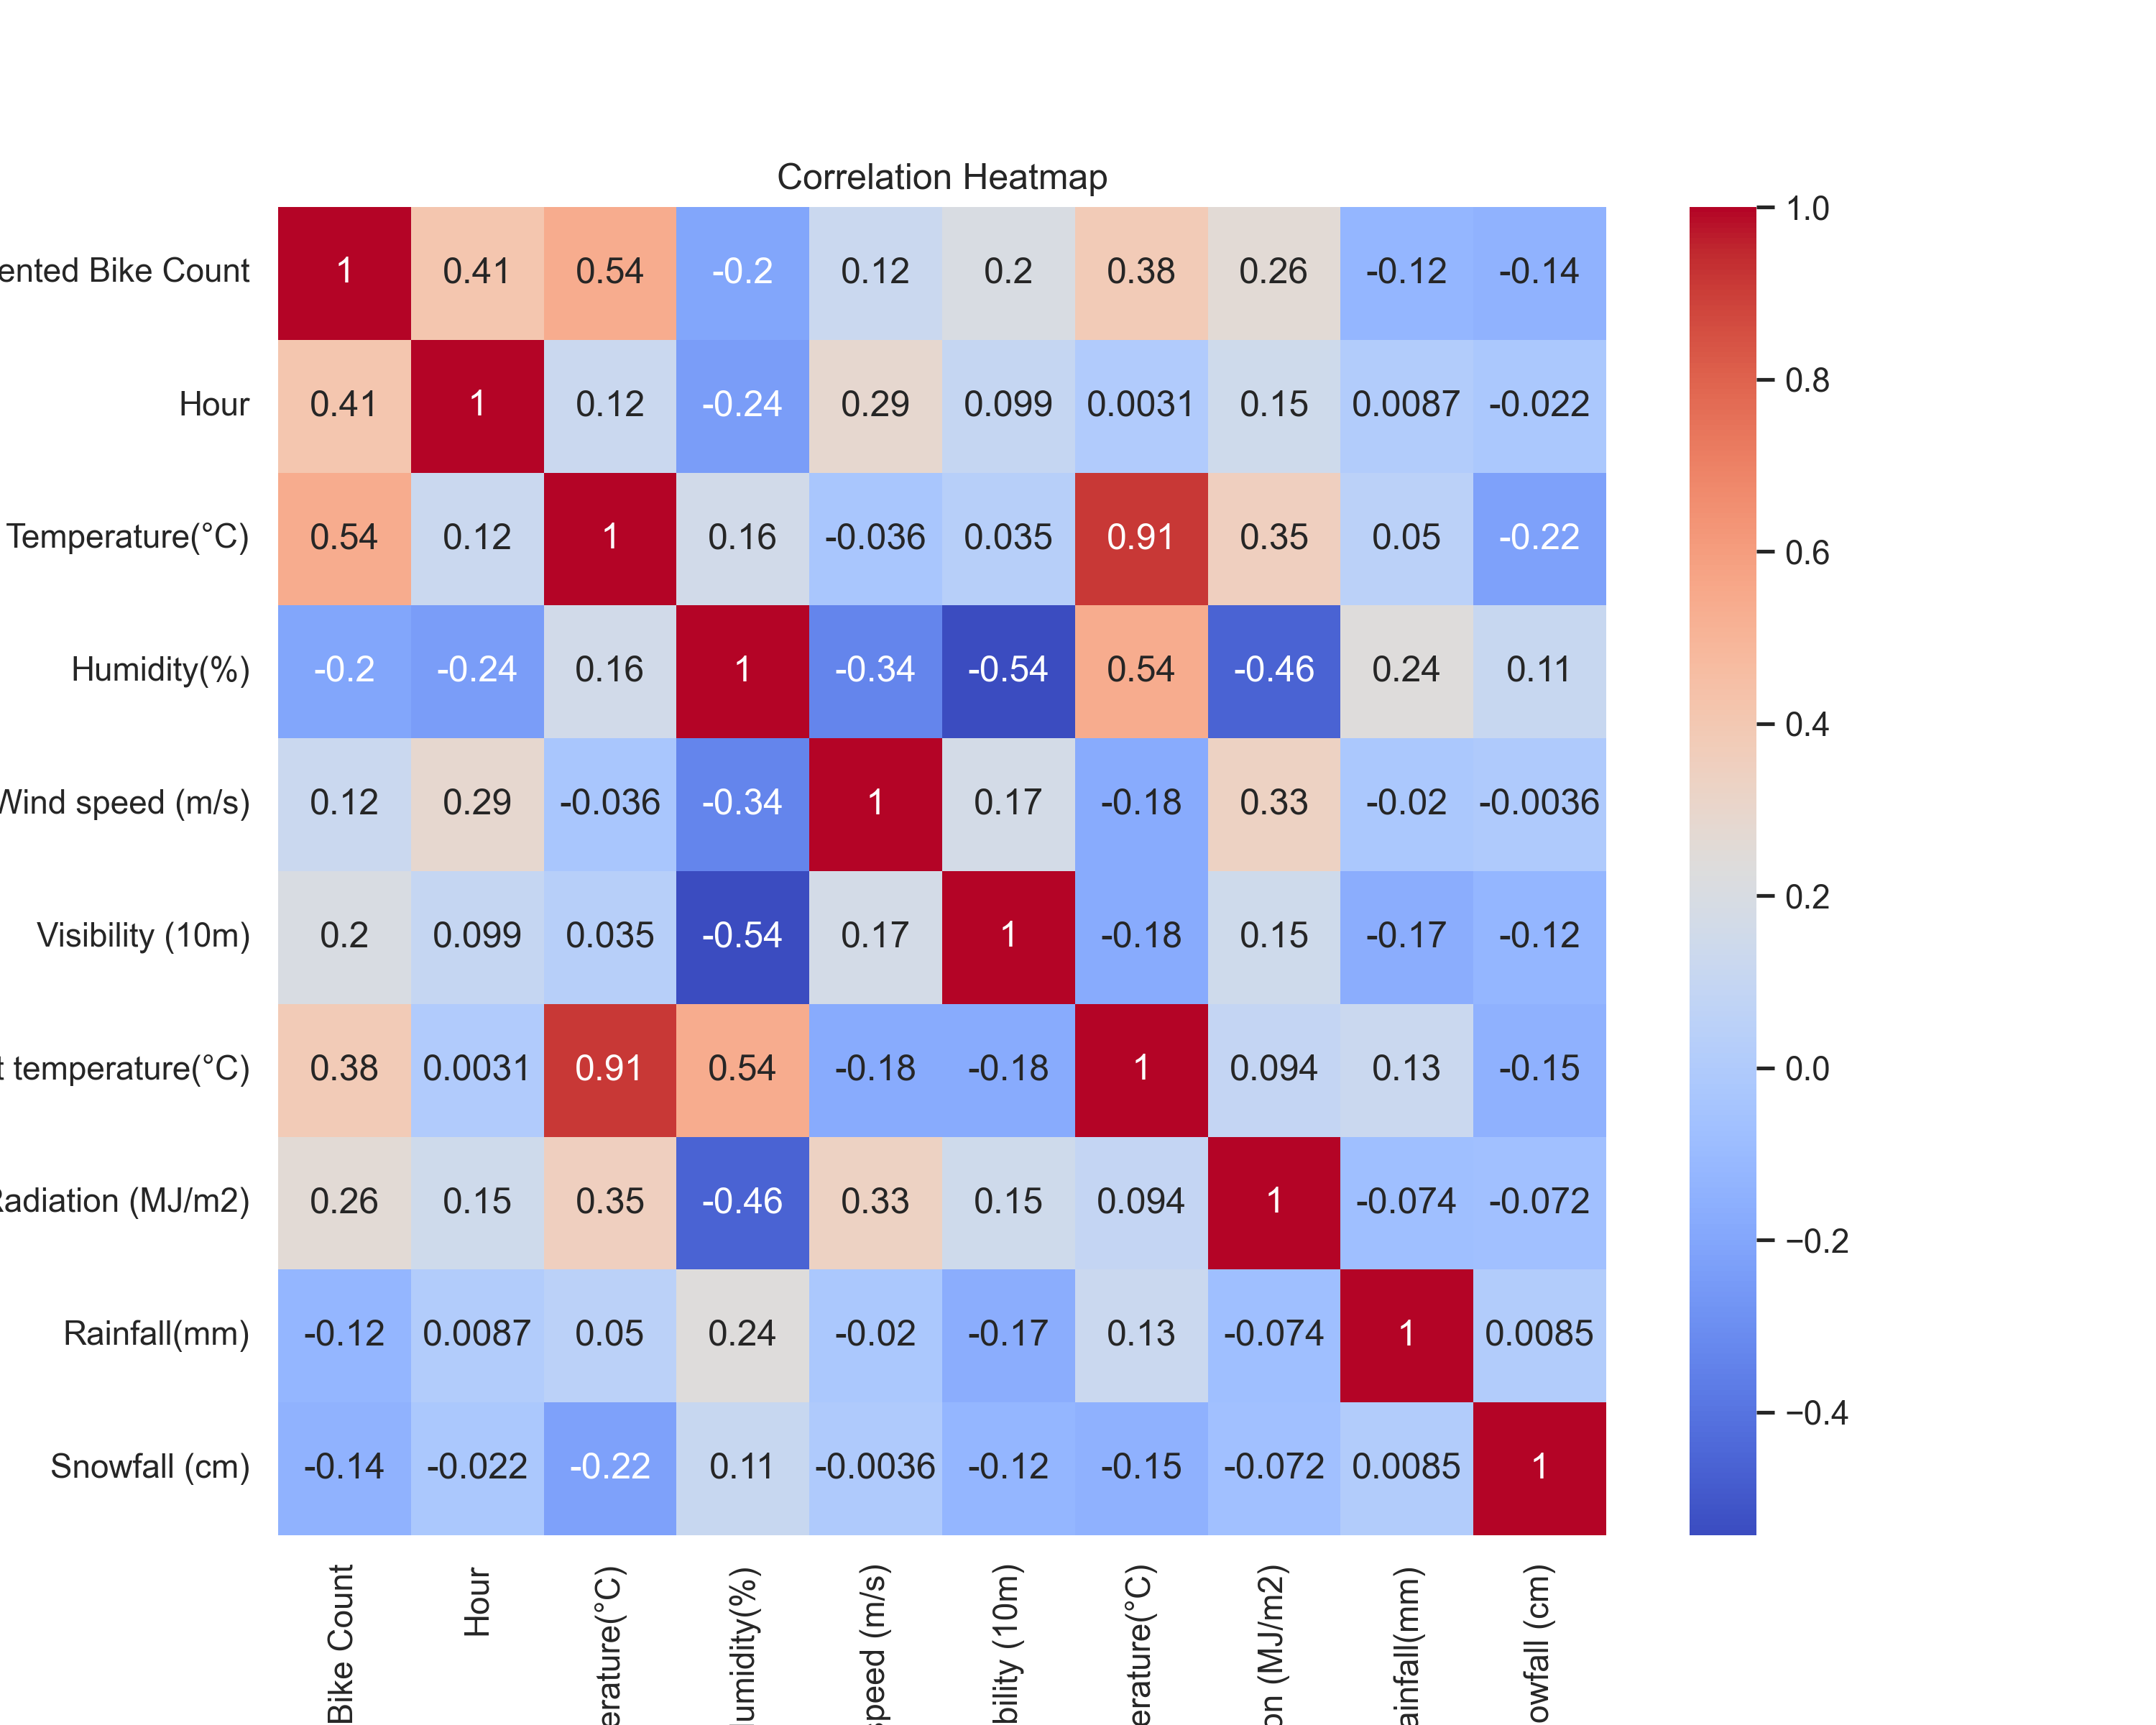 Correlation Heatmap
ented Bike Count 1 0.41 0.54 -0.2 0.12 0.2 0.38 0.26 -0.12 -0.14
Hour 0.41 1 0.12 -0.24 0.29 0.099 0.0031 0.15 0.0087 -0.022
Temperature(°C) 0.54 0.12 1 0.16 -0.036 0.035 0.91 0.35 0.05 -0.22
Humidity(%) -0.2 -0.24 0.16 1 -0.34 -0.54 0.54 -0.46 0.24 0.11
Wind speed (m/s) 0.12 0.29 -0.036 -0.34 1 0.17 -0.18 0.33 -0.02 -0.0036
Visibility (10m) 0.2 0.099 0.035 -0.54 0.17 1 -0.18 0.15 -0.17 -0.12
t temperature(°C) 0.38 0.0031 0.91 0.54 -0.18 -0.18 1 0.094 0.13 -0.15
Radiation (MJ/m2) 0.26 0.15 0.35 -0.46 0.33 0.15 0.094 1 -0.074 -0.072
Rainfall(mm) -0.12 0.0087 0.05 0.24 -0.02 -0.17 0.13 -0.074 1 0.0085
Snowfall (cm) -0.14 -0.022 -0.22 0.11 -0.0036 -0.12 -0.15 -0.072 0.0085 1
Bike Count
Hour
erature(°C)
lumidity(%)
speed (m/s)
bility (10m)
erature(°C)
on (MJ/m2)
ainfall(mm)
owfall (cm)
1.0
0.8
0.6
0.4
0.2
0.0
−0.2
−0.4